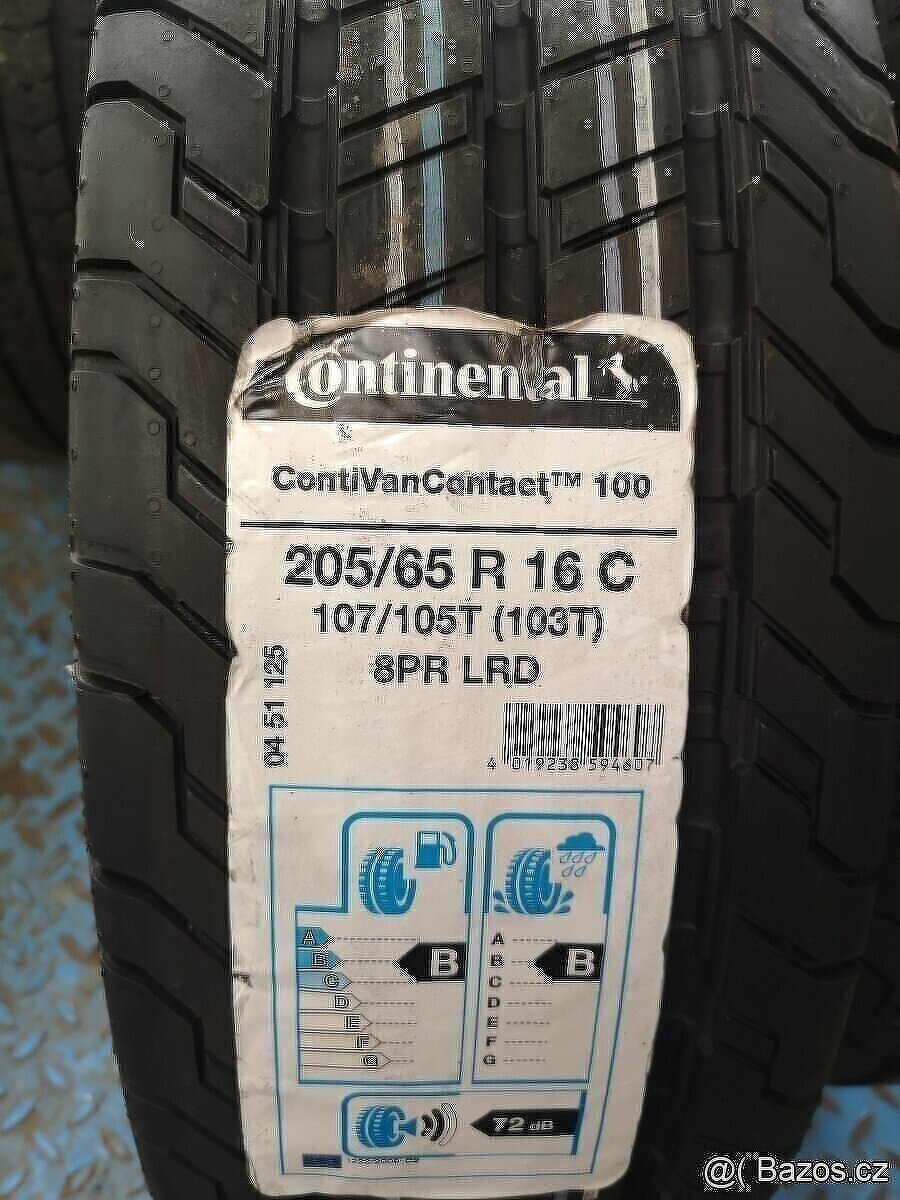 Continental
ContiVanContact™ 100
205/65 R 16 C
107/105T (103T)
8PR LRD
04 51 125
4 019238 594607
A
B
C
D
E
F
G
B
A
B
C
D
E
F
G
B
72 dB
@( Bazos.cz